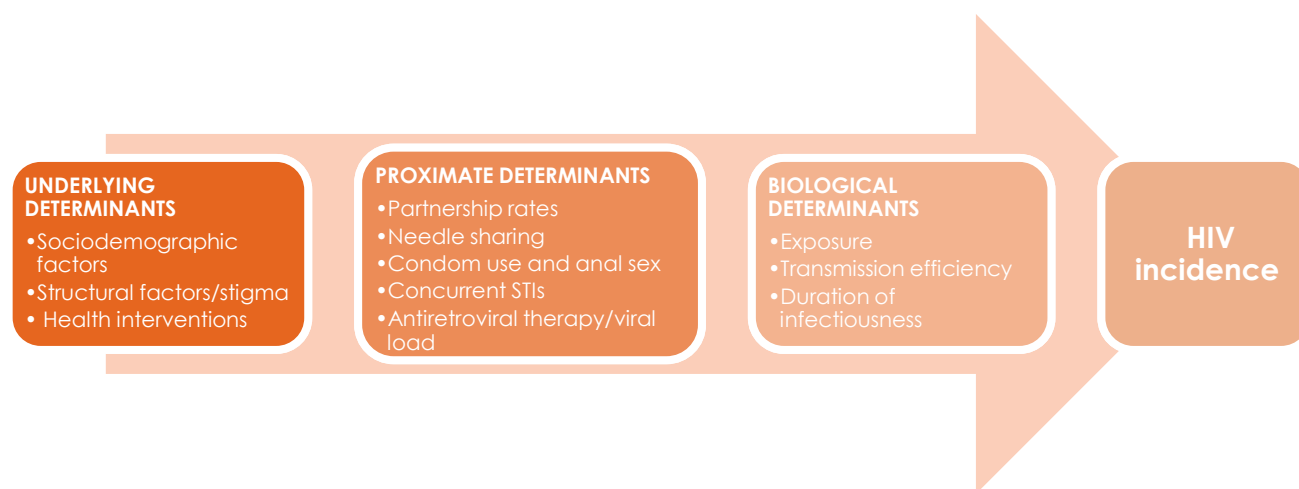 UNDERLYING
DETERMINANTS
•Sociodemographic
factors
•Structural factors/stigma
• Health interventions
PROXIMATE DETERMINANTS
•Partnership rates
•Needle sharing
•Condom use and anal sex
•Concurrent STIs
•Antiretroviral therapy/viral
load
BIOLOGICAL
DETERMINANTS
•Exposure
•Transmission efficiency
•Duration of
infectiousness
HIV
incidence